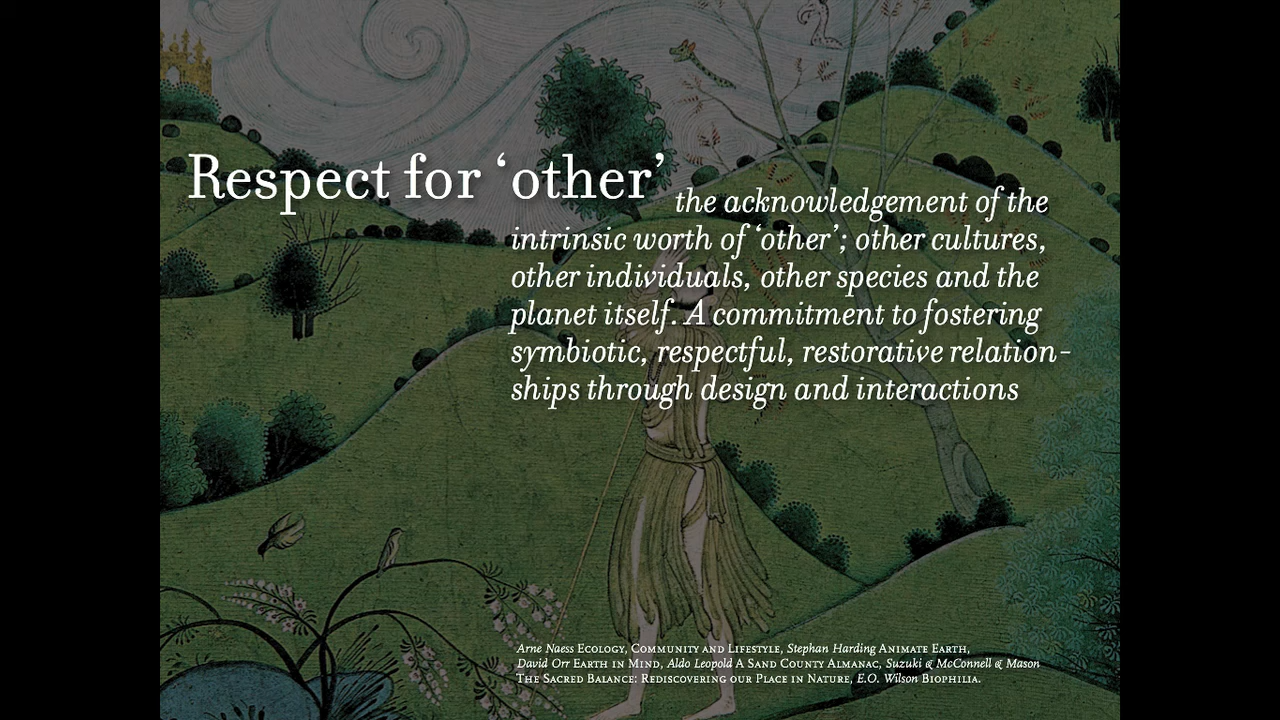 Respect for ‘other’ the acknowledgement of the
intrinsic worth of ‘other’; other cultures,
other individuals, other species and the
planet itself. A commitment to fostering
symbiotic, respectful, restorative relation-
ships through design and interactions
Arne Naess Ecology, Community and Lifestyle, Stephan Harding Animate Earth,
David Orr Earth in Mind, Aldo Leopold A Sand County Almanac, Suzuki & McConnell & Mason
The Sacred Balance: Rediscovering our Place in Nature, E.O. Wilson Biophilia.